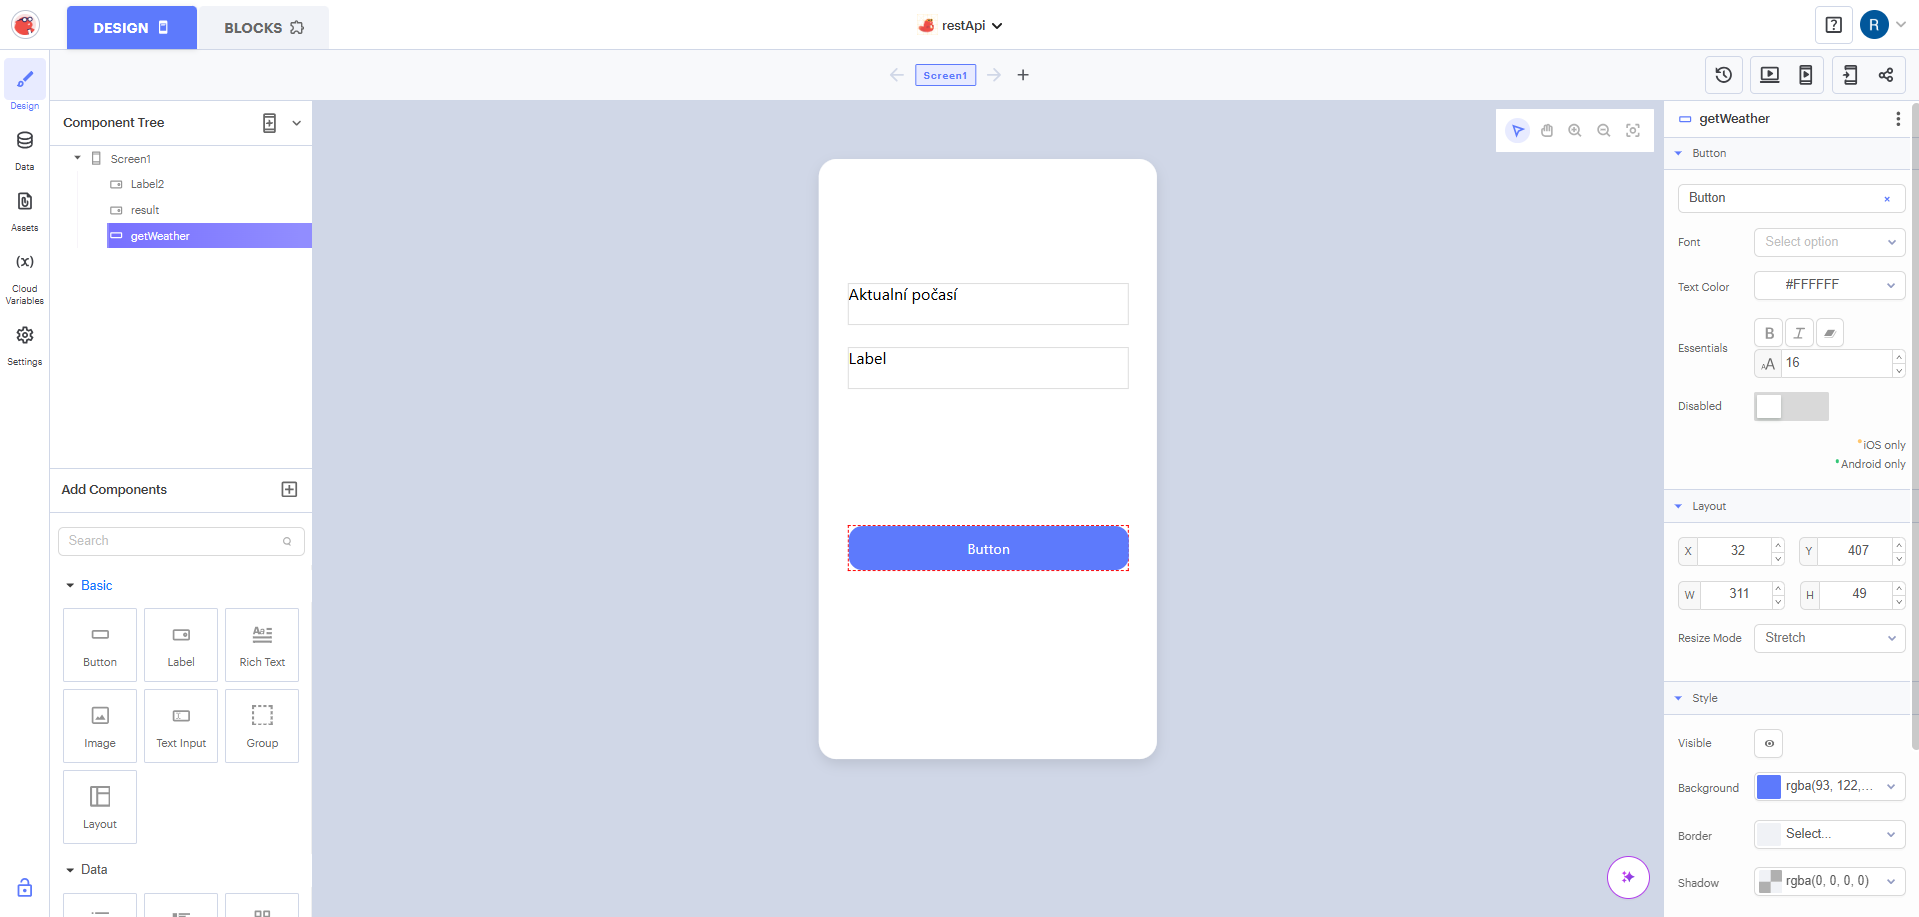 DESIGN
BLOCKS
restApi
R
Screen1
Design
Data
Assets
(x)
Cloud
Variables
Settings
Component Tree
Screen1
Label2
result
getWeather
Add Components
Search
Basic
Button
Label
Rich Text
Image
Text Input
Group
Layout
Data
Aktualní počasí
Label
Button
getWeather
Button
Button
Font
Select option
Text Color
#FFFFFF
Essentials
B I
AA 16
Disabled
*iOS only
*Android only
Layout
X 32
Y 407
W 311
H 49
Resize Mode
Stretch
Style
Visible
Background
rgba(93, 122,...
Border
Select...
Shadow
rgba(0, 0, 0, 0)